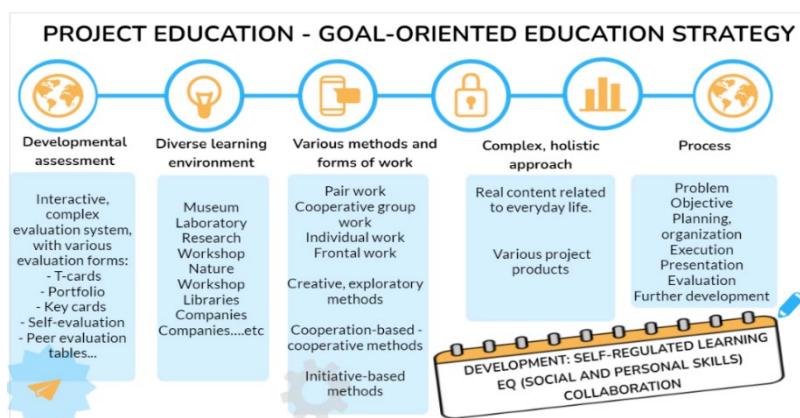 PROJECT EDUCATION - GOAL-ORIENTED EDUCATION STRATEGY
Developmental
assessment
Interactive,
complex
evaluation system,
with various
evaluation forms:
- T-cards
- Portfolio
- Key cards
- Self-evaluation
- Peer evaluation
tables...
Diverse learning
environment
Museum
Laboratory
Research
Workshop
Nature
Workshop
Libraries
Companies
Companies....etc
Various methods and
forms of work
Pair work
Cooperative group
work
Individual work
Frontal work
Creative, exploratory
methods
Cooperation-based -
cooperative methods
Initiative-based
methods
Complex, holistic
approach
Real content related
to everyday life.
Various project
products
Process
Problem
Objective
Planning,
organization
Execution
Presentation
Evaluation
Further development
DEVELOPMENT: SELF-REGULATED LEARNING
EQ (SOCIAL AND PERSONAL SKILLS)
COLLABORATION